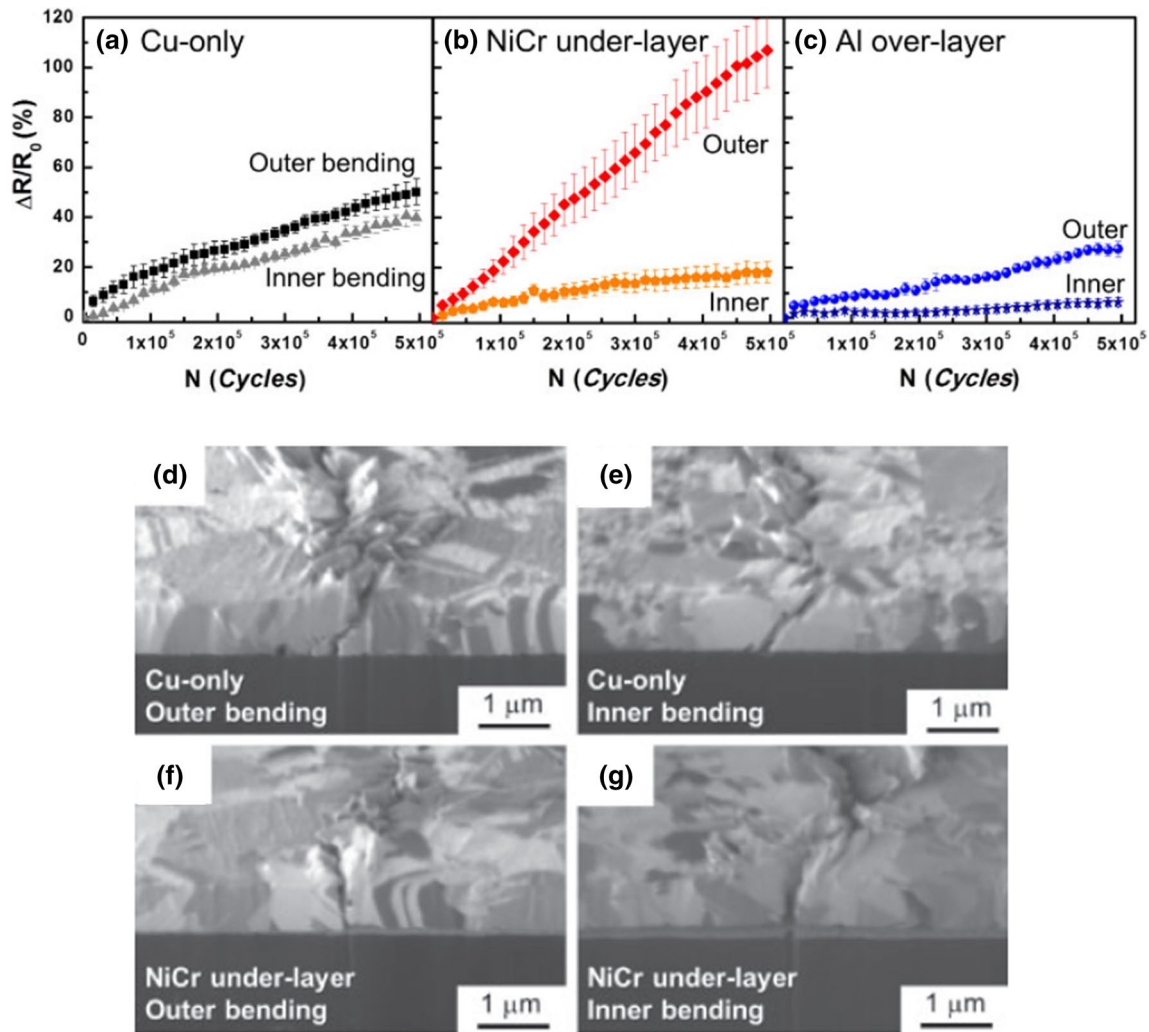 (a) Cu-only
(b) NiCr under-layer
(c) Al over-layer
ΔR/R0 (%)
120
100
80
60
40
20
0
Outer bending
Inner bending
Outer
Inner
Outer
Inner
0 1x10^5 2x10^5 3x10^5 4x10^5 5x10^5
1x10^5 2x10^5 3x10^5 4x10^5 5x10^5
1x10^5 2x10^5 3x10^5 4x10^5 5x10^5
N (Cycles)
N (Cycles)
N (Cycles)
(d)
Cu-only
Outer bending
1 μm
(e)
Cu-only
Inner bending
1 μm
(f)
NiCr under-layer
Outer bending
1 μm
(g)
NiCr under-layer
Inner bending
1 μm